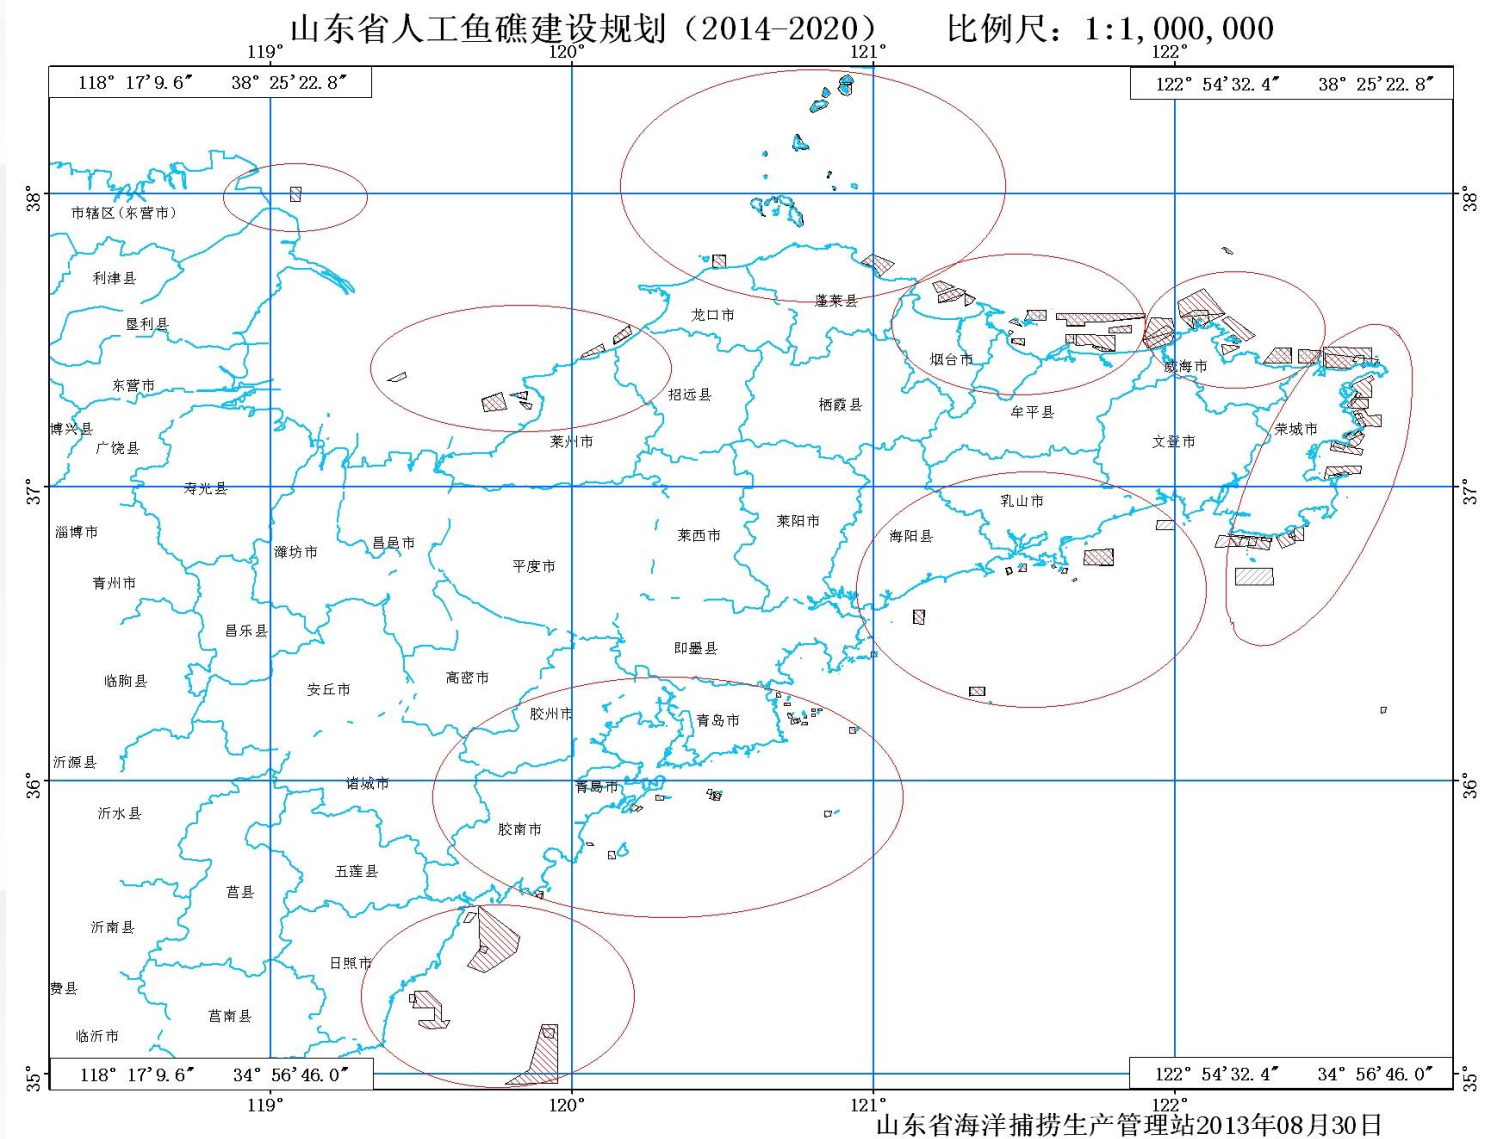 山东省人工鱼礁建设规划（2014-2020） 比例尺：1:1,000,000
119° 120° 121° 122°
118° 17′9.6″ 38° 25′22.8″
122° 54′32.4″ 38° 25′22.8″
38° 38°
市辖区(东营市)
利津县
蓬莱县
龙口市
垦利县
烟台市
威海市
东营市
招远县
栖霞县
牟平县
博兴县
荣城市
广饶县
莱州市
文登市
37° 37°
寿光县
乳山市
莱阳市
淄博市
莱西市
海阳县
昌邑市
潍坊市
平度市
青州市
昌乐县
即墨县
临朐县
高密市
安丘市
胶州市
青岛市
沂源县
36° 36°
诸城市
青岛市
沂水县
胶南市
五莲县
莒县
沂南县
日照市
费县
莒南县
临沂市
35° 35°
118° 17′9.6″ 34° 56′46.0″
122° 54′32.4″ 34° 56′46.0″
119° 120° 121° 122°
山东省海洋捕捞生产管理站2013年08月30日